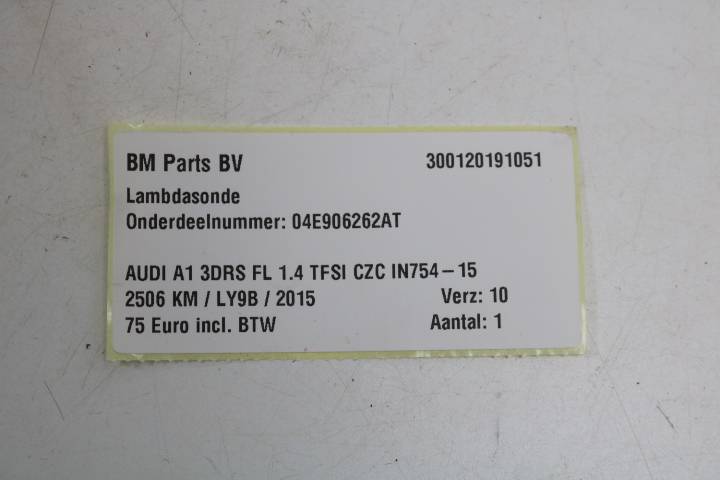 BM Parts BV 300120191051
Lambdasonde
Onderdeelnummer: 04E906262AT
AUDI A1 3DRS FL 1.4 TFSI CZC IN754-15
2506 KM / LY9B / 2015 Verz: 10
75 Euro incl. BTW Aantal: 1